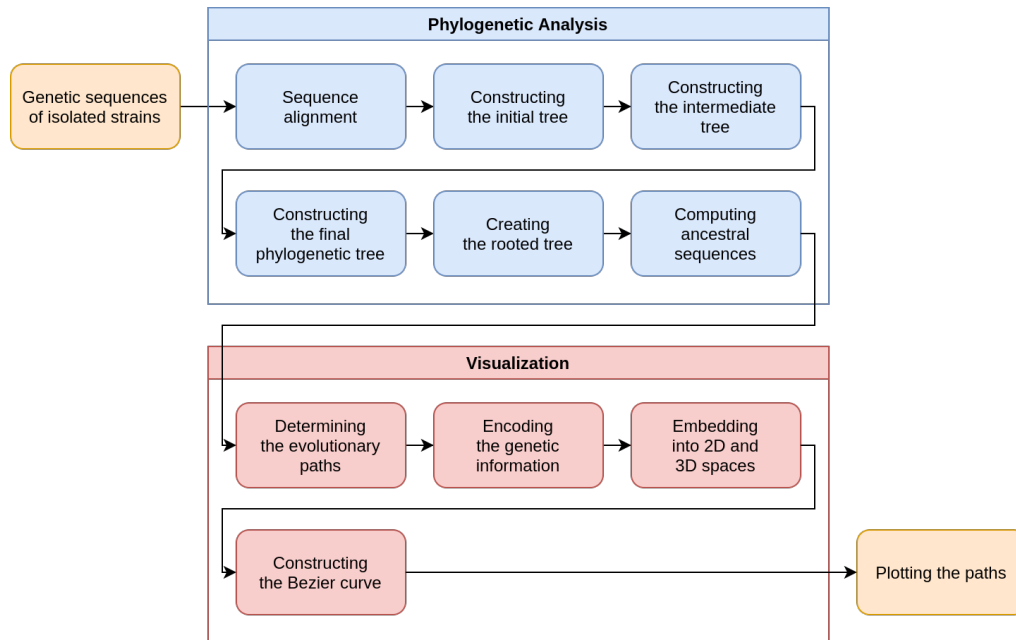 Phylogenetic Analysis
Genetic sequences
of isolated strains
Sequence
alignment
Constructing
the initial tree
Constructing
the intermediate
tree
Constructing
the final
phylogenetic tree
Creating
the rooted tree
Computing
ancestral
sequences
Visualization
Determining
the evolutionary
paths
Encoding
the genetic
information
Embedding
into 2D and
3D spaces
Constructing
the Bezier curve
Plotting the paths